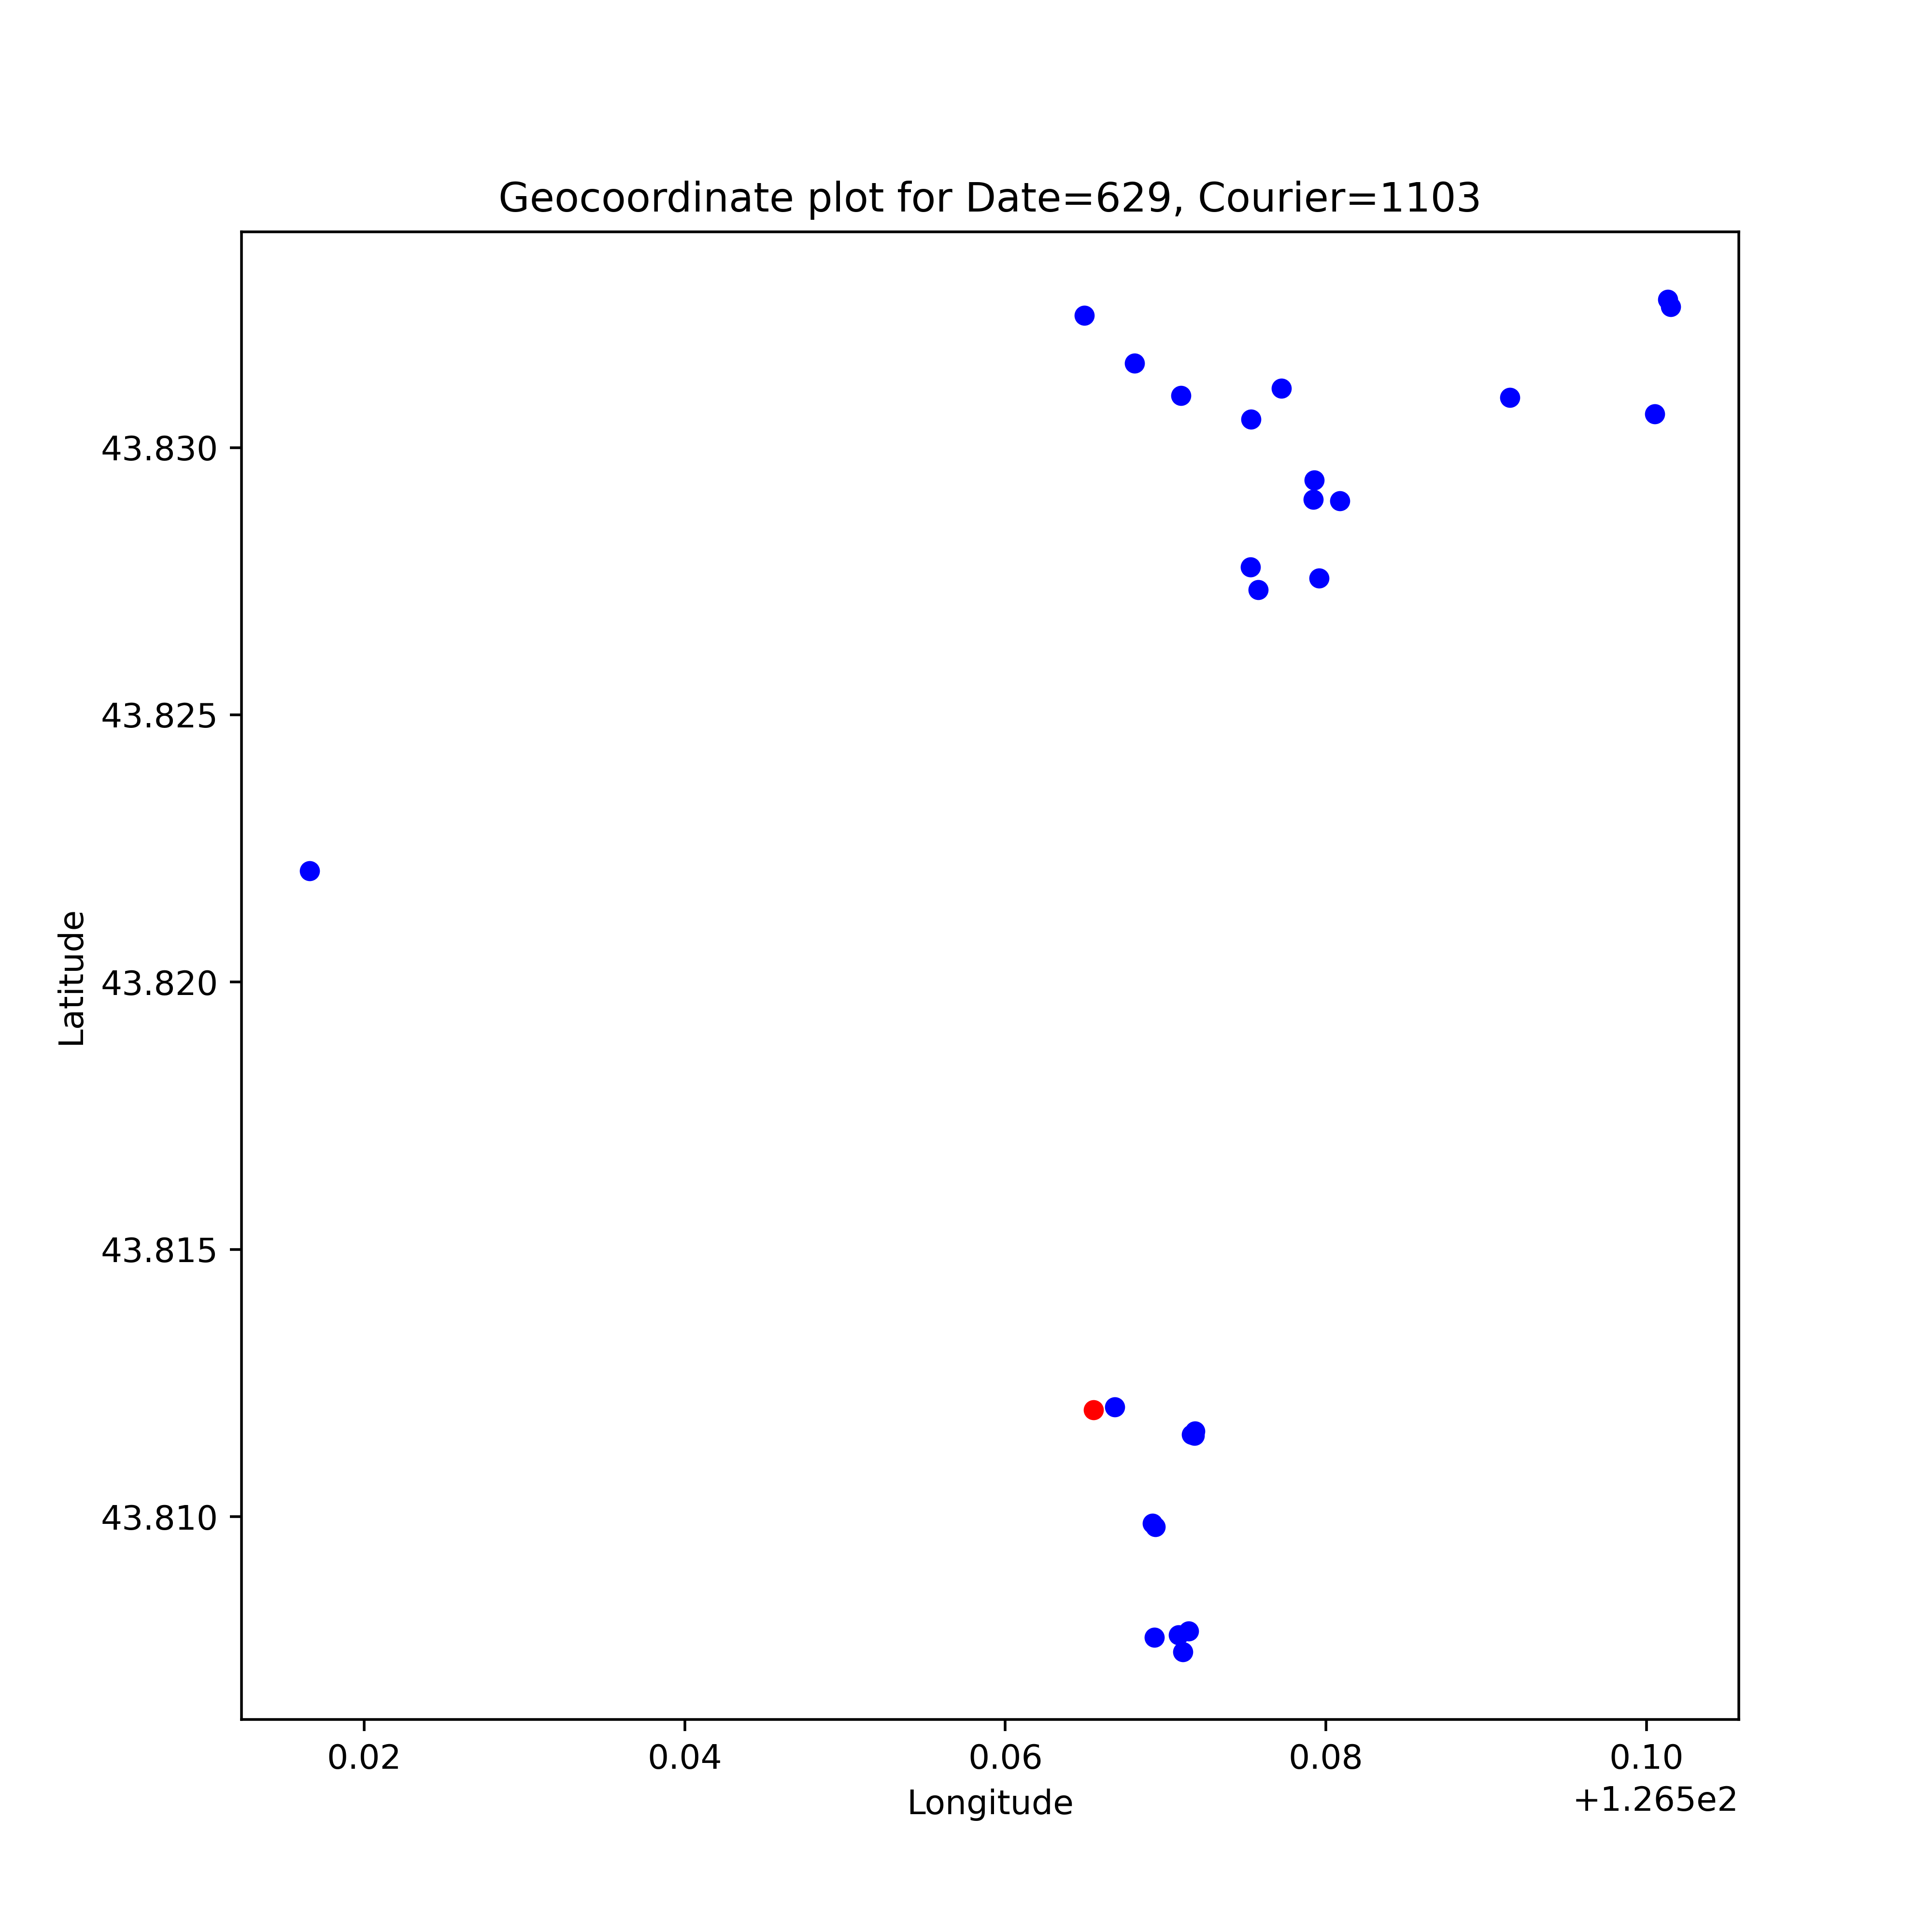 Geocoordinate plot for Date=629, Courier=1103
43.830
43.825
43.820
43.815
43.810
Latitude
0.02
0.04
0.06
0.08
0.10
+1.265e2
Longitude